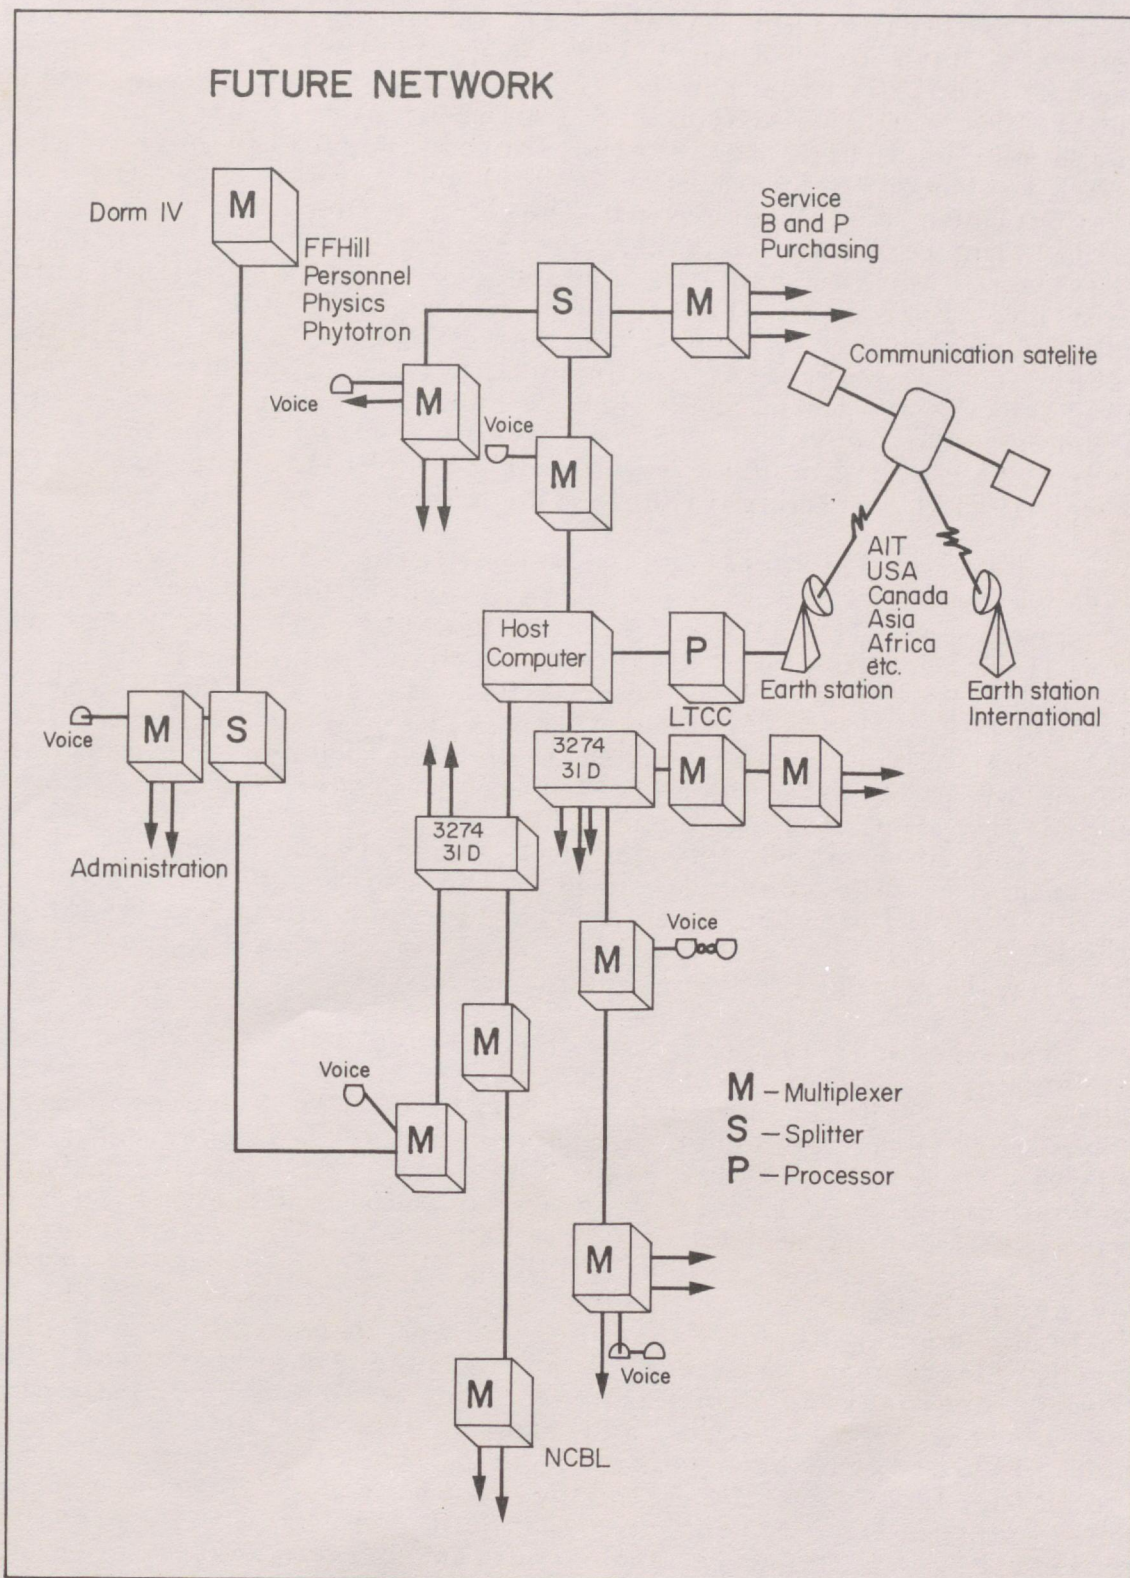 FUTURE NETWORK
Dorm IV
M
FFHill
Personnel
Physics
Phytotron
S
M
Service
B and P
Purchasing
Communication satelite
Voice
M
Voice
M
AIT
USA
Canada
Asia
Africa
etc.
Host
Computer
P
Earth station
Earth station
International
LTCC
Voice
M
S
3274
31 D
M
M
3274
31 D
Administration
M
Voice
M
Voice
M
M – Multiplexer
S – Splitter
P – Processor
M
Voice
M
NCBL